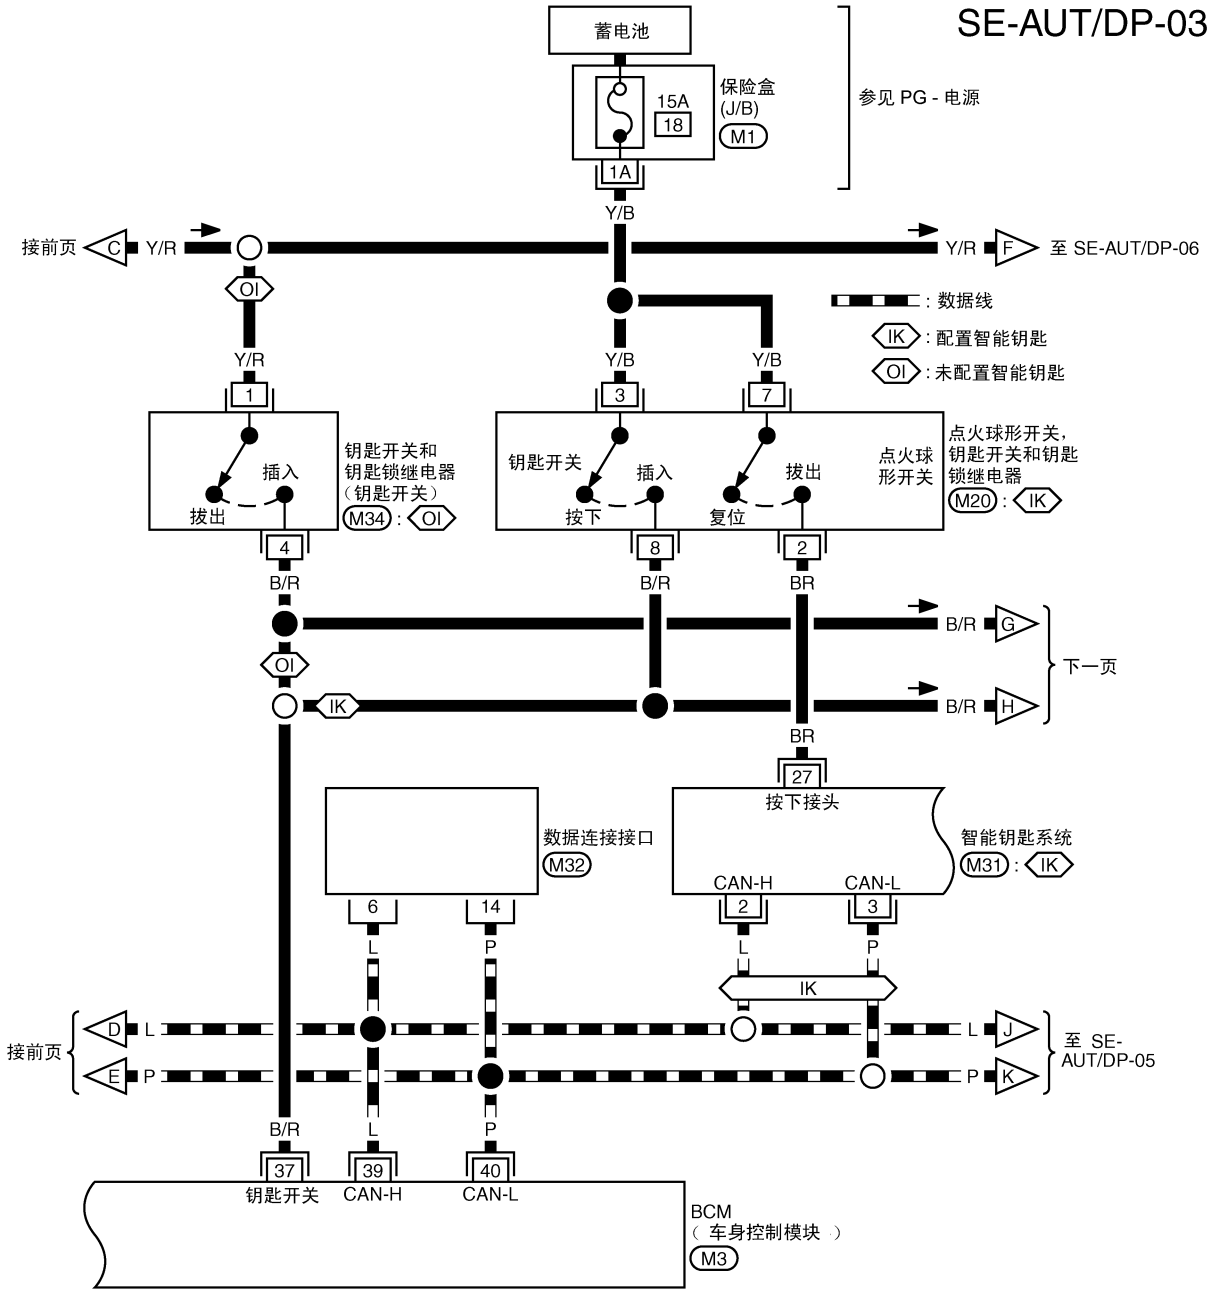 SE-AUT/DP-03
蓄电池
15A
18
保险盒
(J/B)
M1
参见 PG - 电源
1A
Y/B
接前页
C
Y/R
Y/R
F
至 SE-AUT/DP-06
OI
: 数据线
IK : 配置智能钥匙
OI : 未配置智能钥匙
Y/R
Y/B
Y/B
1
3
7
钥匙开关和
钥匙锁继电器
(钥匙开关)
M34 : OI
插入
拔出
钥匙开关
插入
按下
拔出
复位
点火球
形开关
点火球形开关,
钥匙开关和钥匙
锁继电器
M20 : IK
4
8
2
B/R
B/R
BR
B/R
G
OI
下一页
IK
B/R
H
BR
27
按下接头
数据连接接口
M32
智能钥匙系统
M31 : IK
CAN-H
CAN-L
6
14
2
3
L
P
L
P
IK
接前页
D
L
L
J
E
P
P
K
至 SE-
AUT/DP-05
B/R
L
P
37
39
40
钥匙开关
CAN-H
CAN-L
BCM
( 车身控制模块 )
M3